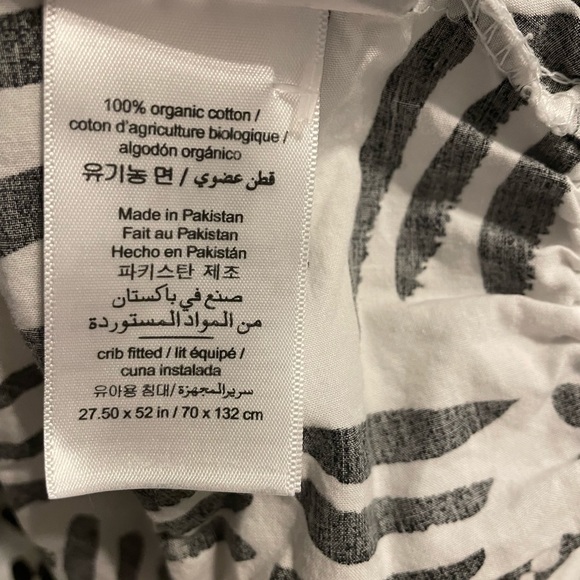 100% organic cotton /
coton d'agriculture biologique /
algodón orgánico
유기농 면 / قطن عضوي
Made in Pakistan
Fait au Pakistan
Hecho en Pakistán
파키스탄 제조
صنع في باكستان
من المواد المستوردة
crib fitted / lit équipé /
cuna instalada
유아용 침대/سرير المجهزة/
27.50 x 52 in / 70 x 132 cm